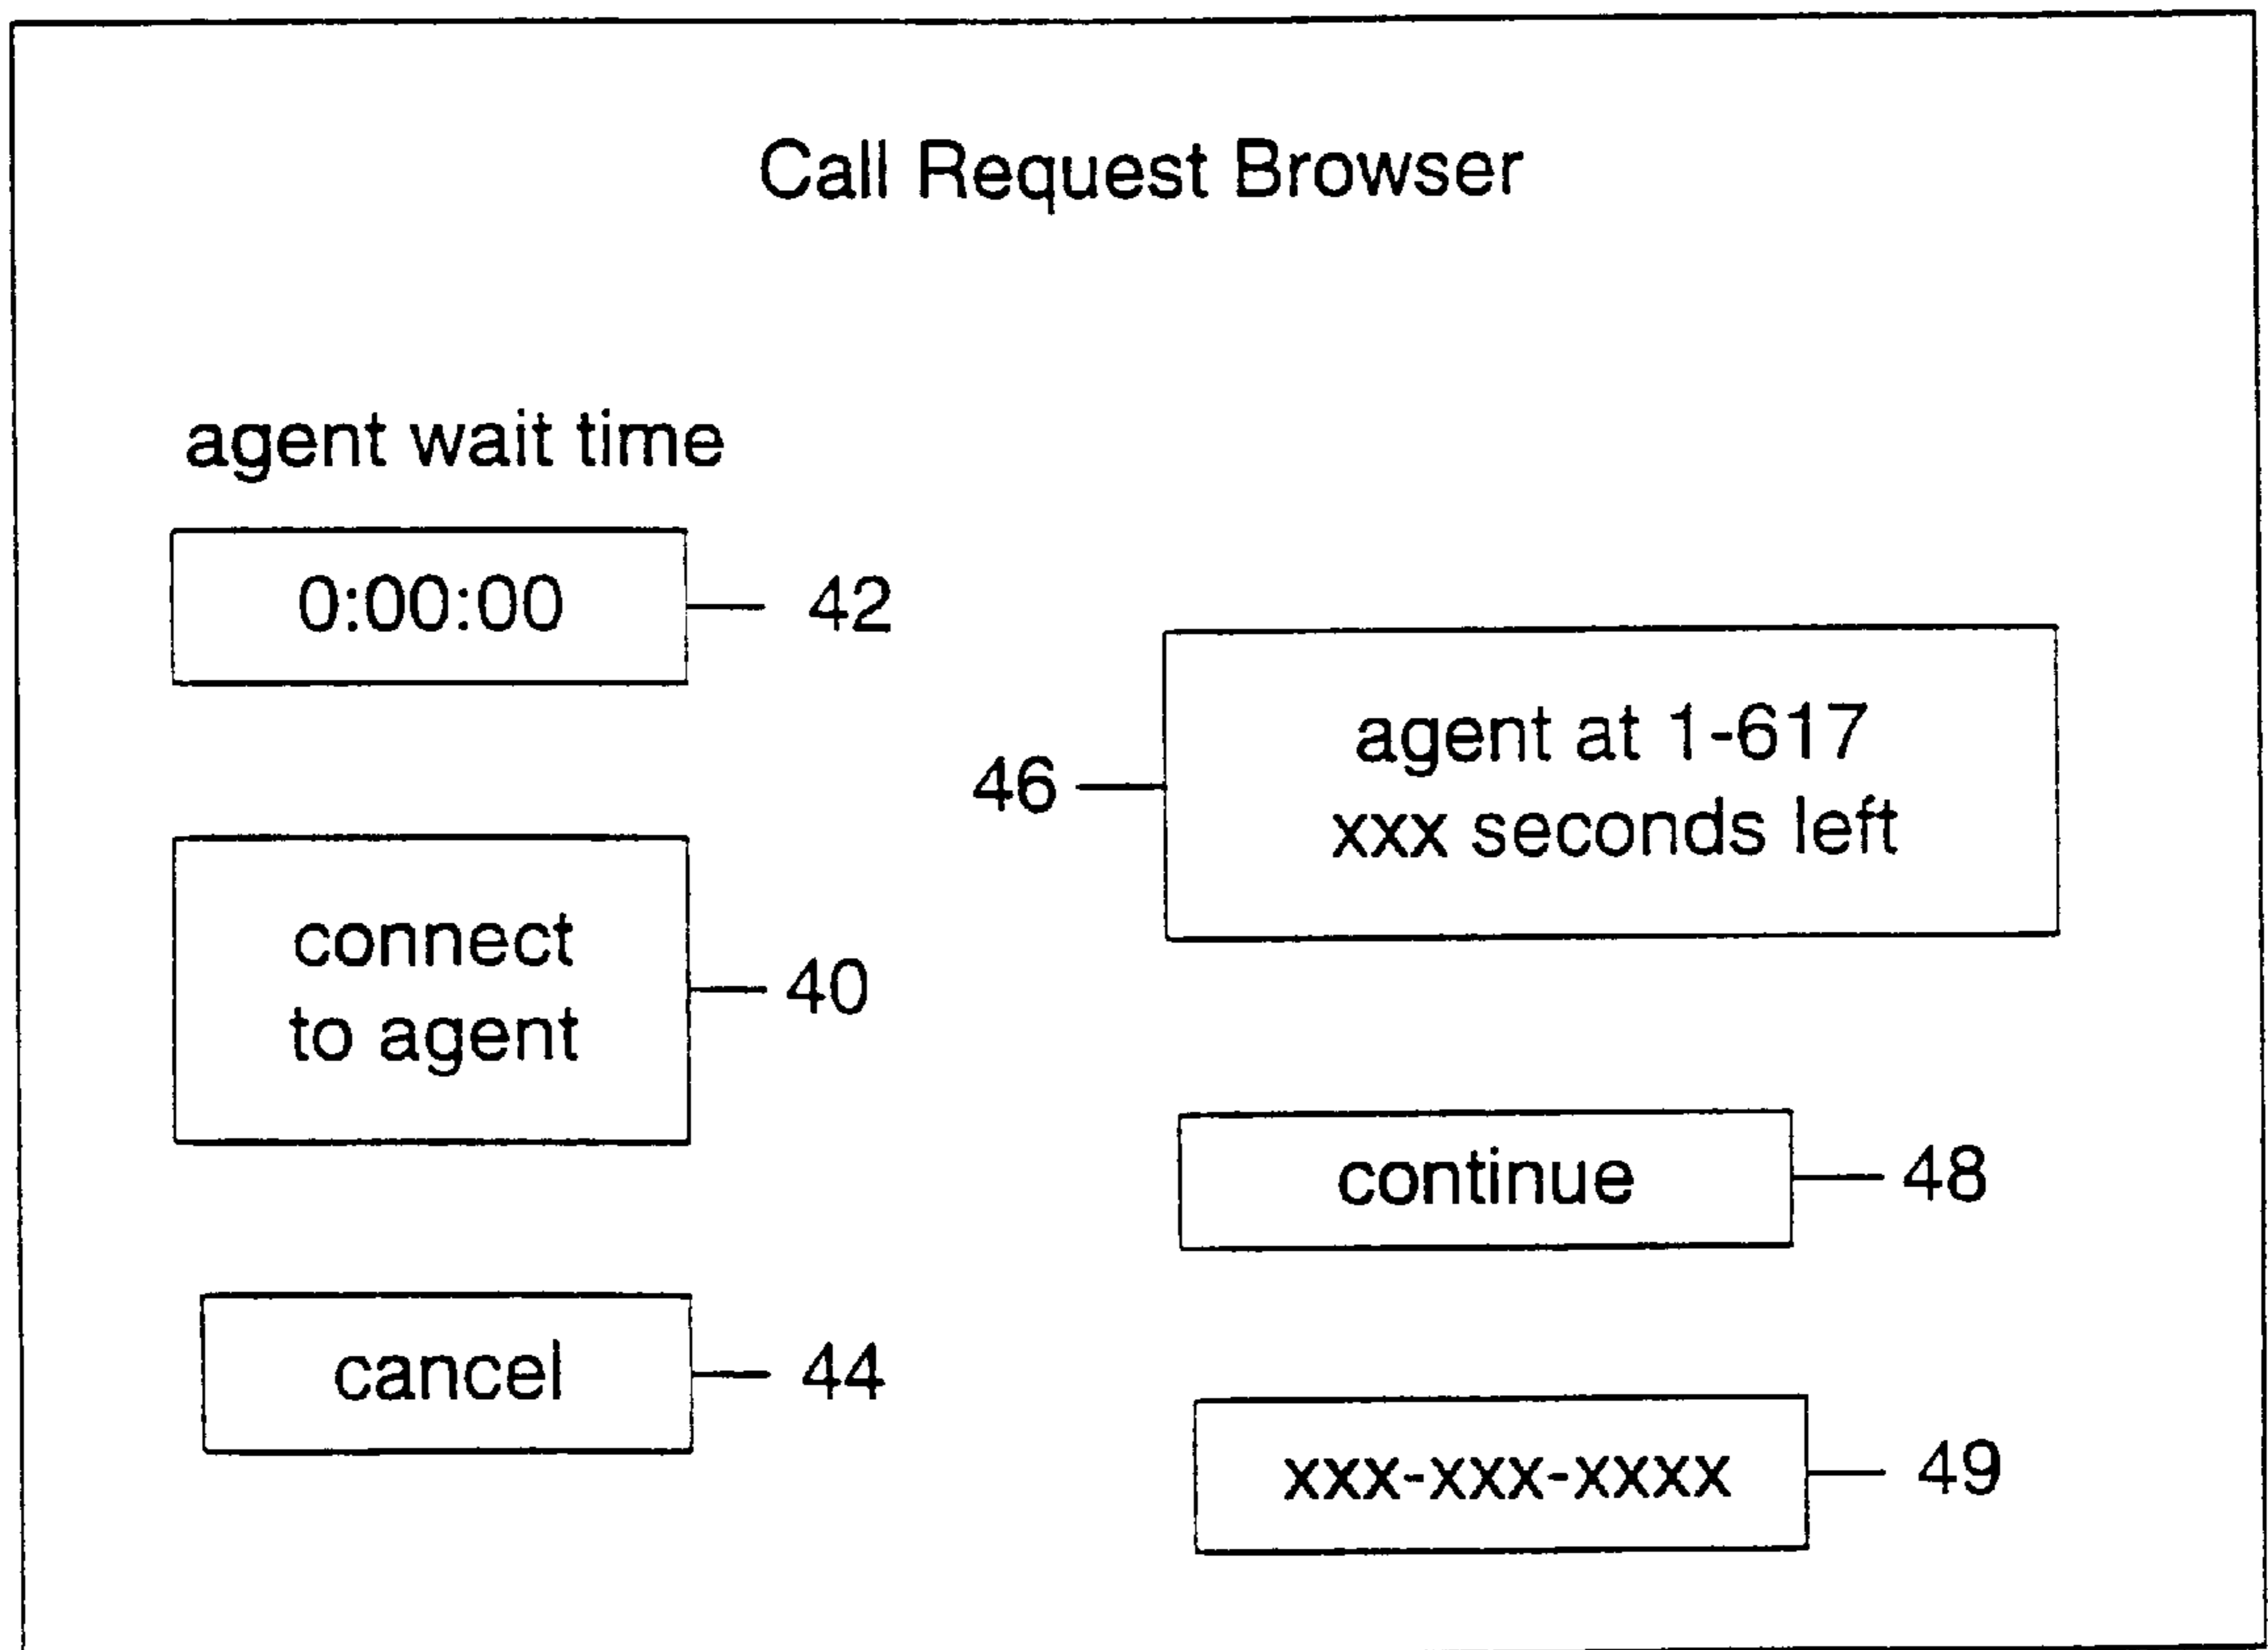 Call Request Browser
agent wait time
0:00:00
42
connect
to agent
40
cancel
44
46
agent at 1-617
xxx seconds left
continue
48
xxx-xxx-xxxx
49